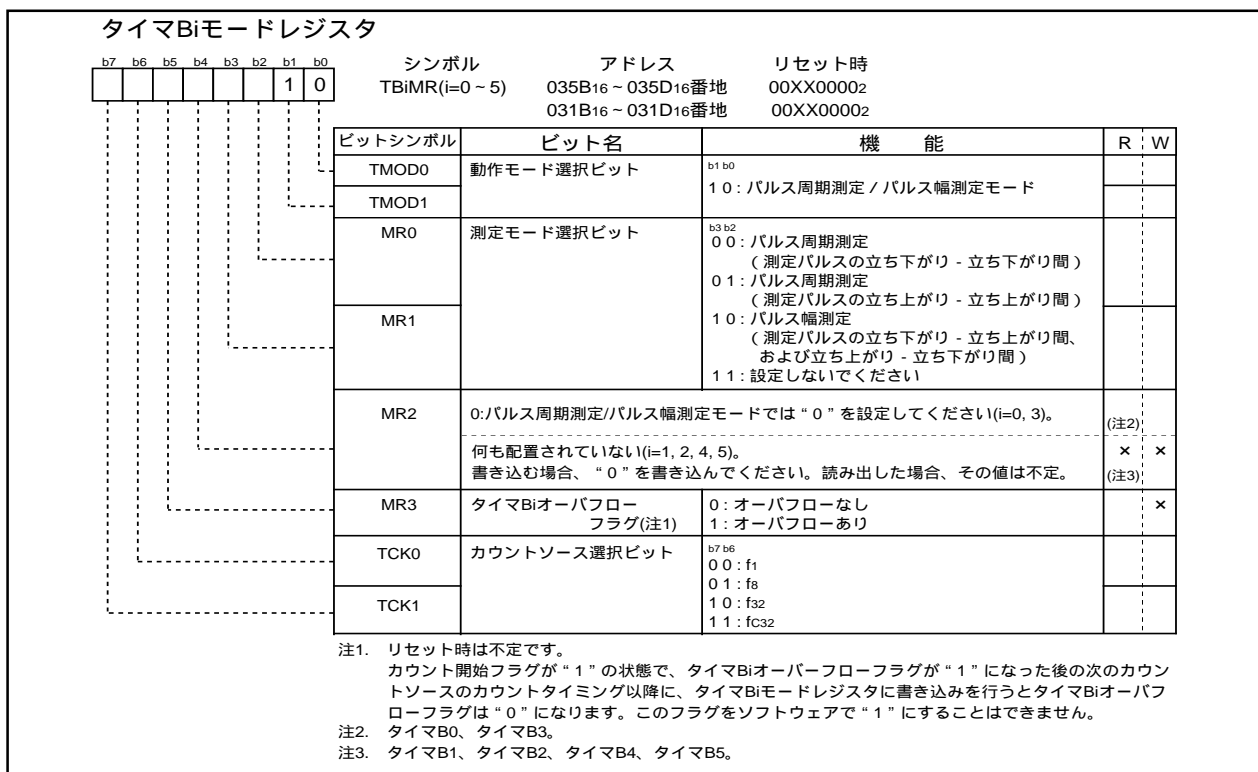 タイマBiモードレジスタ
b7 b6 b5 b4 b3 b2 b1 b0
1 0
シンボル アドレス リセット時
TBiMR(i=0 ~ 5) 035B16 ~ 035D16番地 00XX00002
031B16 ~ 031D16番地 00XX00002
ビットシンボル ビット名 機 能 R W
TMOD0 動作モード選択ビット
b1 b0
1 0 : パルス周期測定 / パルス幅測定モード
TMOD1
MR0 測定モード選択ビット
b3 b2
0 0 : パルス周期測定
( 測定パルスの立ち下がり - 立ち下がり間 )
0 1 : パルス周期測定
( 測定パルスの立ち上がり - 立ち上がり間 )
MR1
1 0 : パルス幅測定
( 測定パルスの立ち下がり - 立ち上がり間、
および立ち上がり - 立ち下がり間 )
1 1 : 設定しないでください
MR2 0:パルス周期測定/パルス幅測定モードでは “ 0 ” を設定してください(i=0, 3)。 (注2)
何も配置されていない(i=1, 2, 4, 5)。 × ×
書き込む場合、 “ 0 ” を書き込んでください。読み出した場合、その値は不定。 (注3)
MR3 タイマBiオーバフロー 0 : オーバフローなし ×
フラグ(注1) 1 : オーバフローあり
TCK0 カウントソース選択ビット
b7 b6
0 0 : f1
0 1 : f8
TCK1 1 0 : f32
1 1 : fC32
注1. リセット時は不定です。
カウント開始フラグが “ 1 ” の状態で、タイマBiオーバーフローフラグが “ 1 ” になった後の次のカウン
トソースのカウントタイミング以降に、タイマBiモードレジスタに書き込みを行うとタイマBiオーバフ
ローフラグは “ 0 ” になります。このフラグをソフトウェアで “ 1 ” にすることはできません。
注2. タイマB0、タイマB3。
注3. タイマB1、タイマB2、タイマB4、タイマB5。